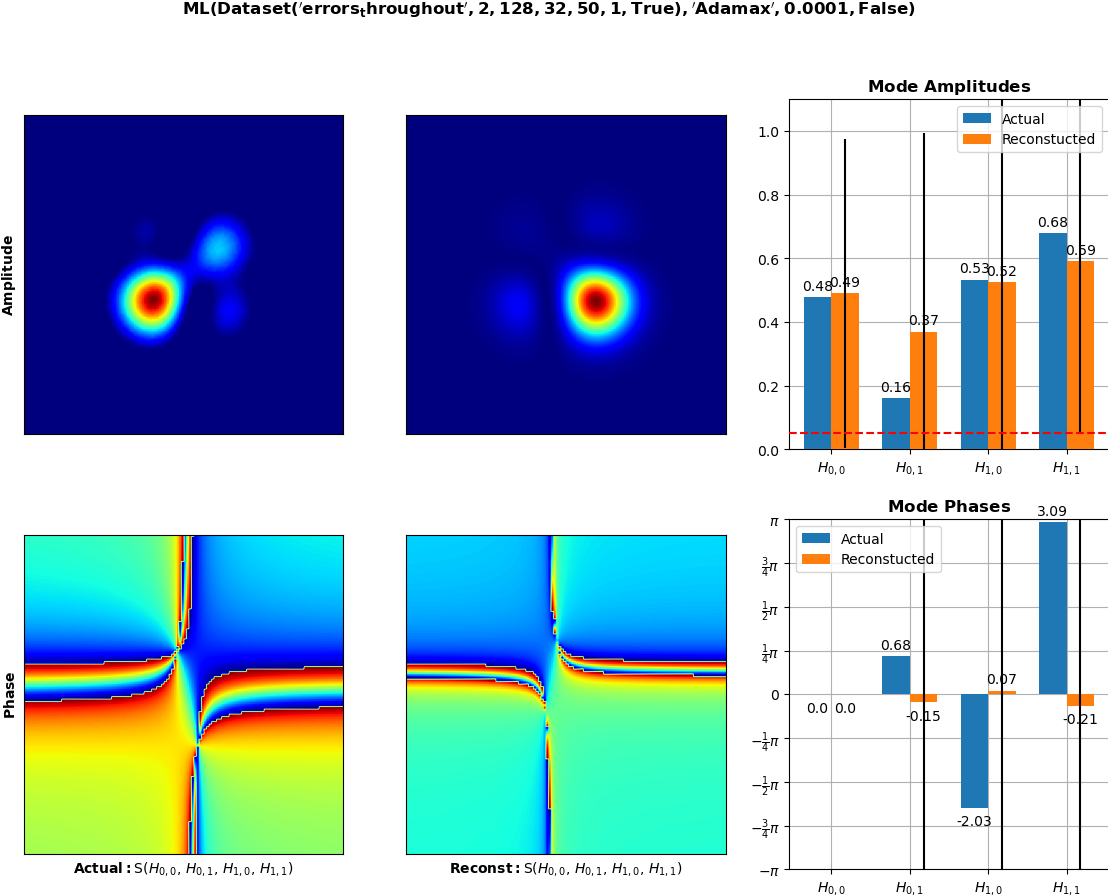 ML(Dataset('errors_throughout', 2, 128, 32, 50, 1, True), 'Adamax', 0.0001, False)
Amplitude
Mode Amplitudes
Actual
Reconstucted
1.0
0.8
0.6
0.4
0.2
0.0
0.48
0.49
0.16
0.37
0.53
0.52
0.68
0.59
H0,0
H0,1
H1,0
H1,1
Phase
Mode Phases
Actual
Reconstucted
π
3/4π
1/2π
1/4π
0
−1/4π
−1/2π
−3/4π
−π
0.0
0.0
0.68
-0.15
-2.03
0.07
3.09
-0.21
H0,0
H0,1
H1,0
H1,1
Actual: S(H0,0, H0,1, H1,0, H1,1)
Reconst: S(H0,0, H0,1, H1,0, H1,1)